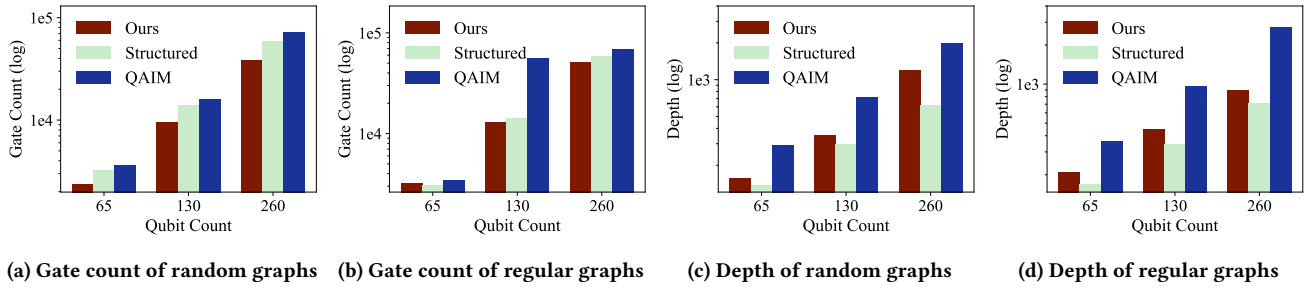 1e5
1e4
Gate Count (log)
Ours
Structured
QAIM
65
130
260
Qubit Count
(a) Gate count of random graphs
1e5
1e4
Gate Count (log)
Ours
Structured
QAIM
65
130
260
Qubit Count
(b) Gate count of regular graphs
1e3
Depth (log)
Ours
Structured
QAIM
65
130
260
Qubit Count
(c) Depth of random graphs
1e3
Depth (log)
Ours
Structured
QAIM
65
130
260
Qubit Count
(d) Depth of regular graphs